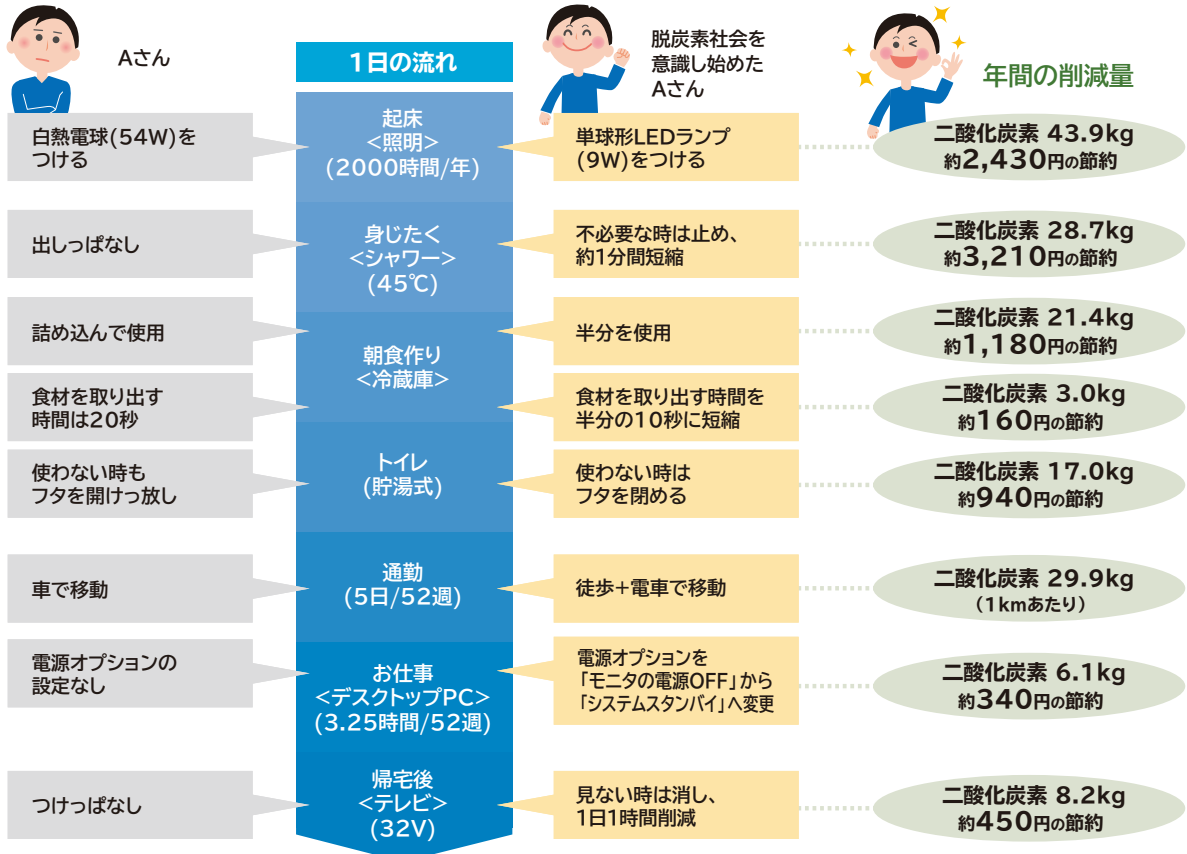 Aさん
1日の流れ
脱炭素社会を
意識し始めた
Aさん
年間の削減量
白熱電球(54W)を
つける
起床
<照明>
(2000時間/年)
単球形LEDランプ
(9W)をつける
二酸化炭素 43.9kg
約2,430円の節約
出しっぱなし
身じたく
<シャワー>
(45℃)
不必要な時は止め、
約1分間短縮
二酸化炭素 28.7kg
約3,210円の節約
詰め込んで使用
朝食作り
<冷蔵庫>
半分を使用
二酸化炭素 21.4kg
約1,180円の節約
食材を取り出す
時間は20秒
食材を取り出す時間を
半分の10秒に短縮
二酸化炭素 3.0kg
約160円の節約
使わない時も
フタを開けっ放し
トイレ
(貯湯式)
使わない時は
フタを閉める
二酸化炭素 17.0kg
約940円の節約
車で移動
通勤
(5日/52週)
徒歩+電車で移動
二酸化炭素 29.9kg
(1kmあたり)
電源オプションの
設定なし
お仕事
<デスクトップPC>
(3.25時間/52週)
電源オプションを
「モニタの電源OFF」から
「システムスタンバイ」へ変更
二酸化炭素 6.1kg
約340円の節約
つけっぱなし
帰宅後
<テレビ>
(32V)
見ない時は消し、
1日1時間削減
二酸化炭素 8.2kg
約450円の節約